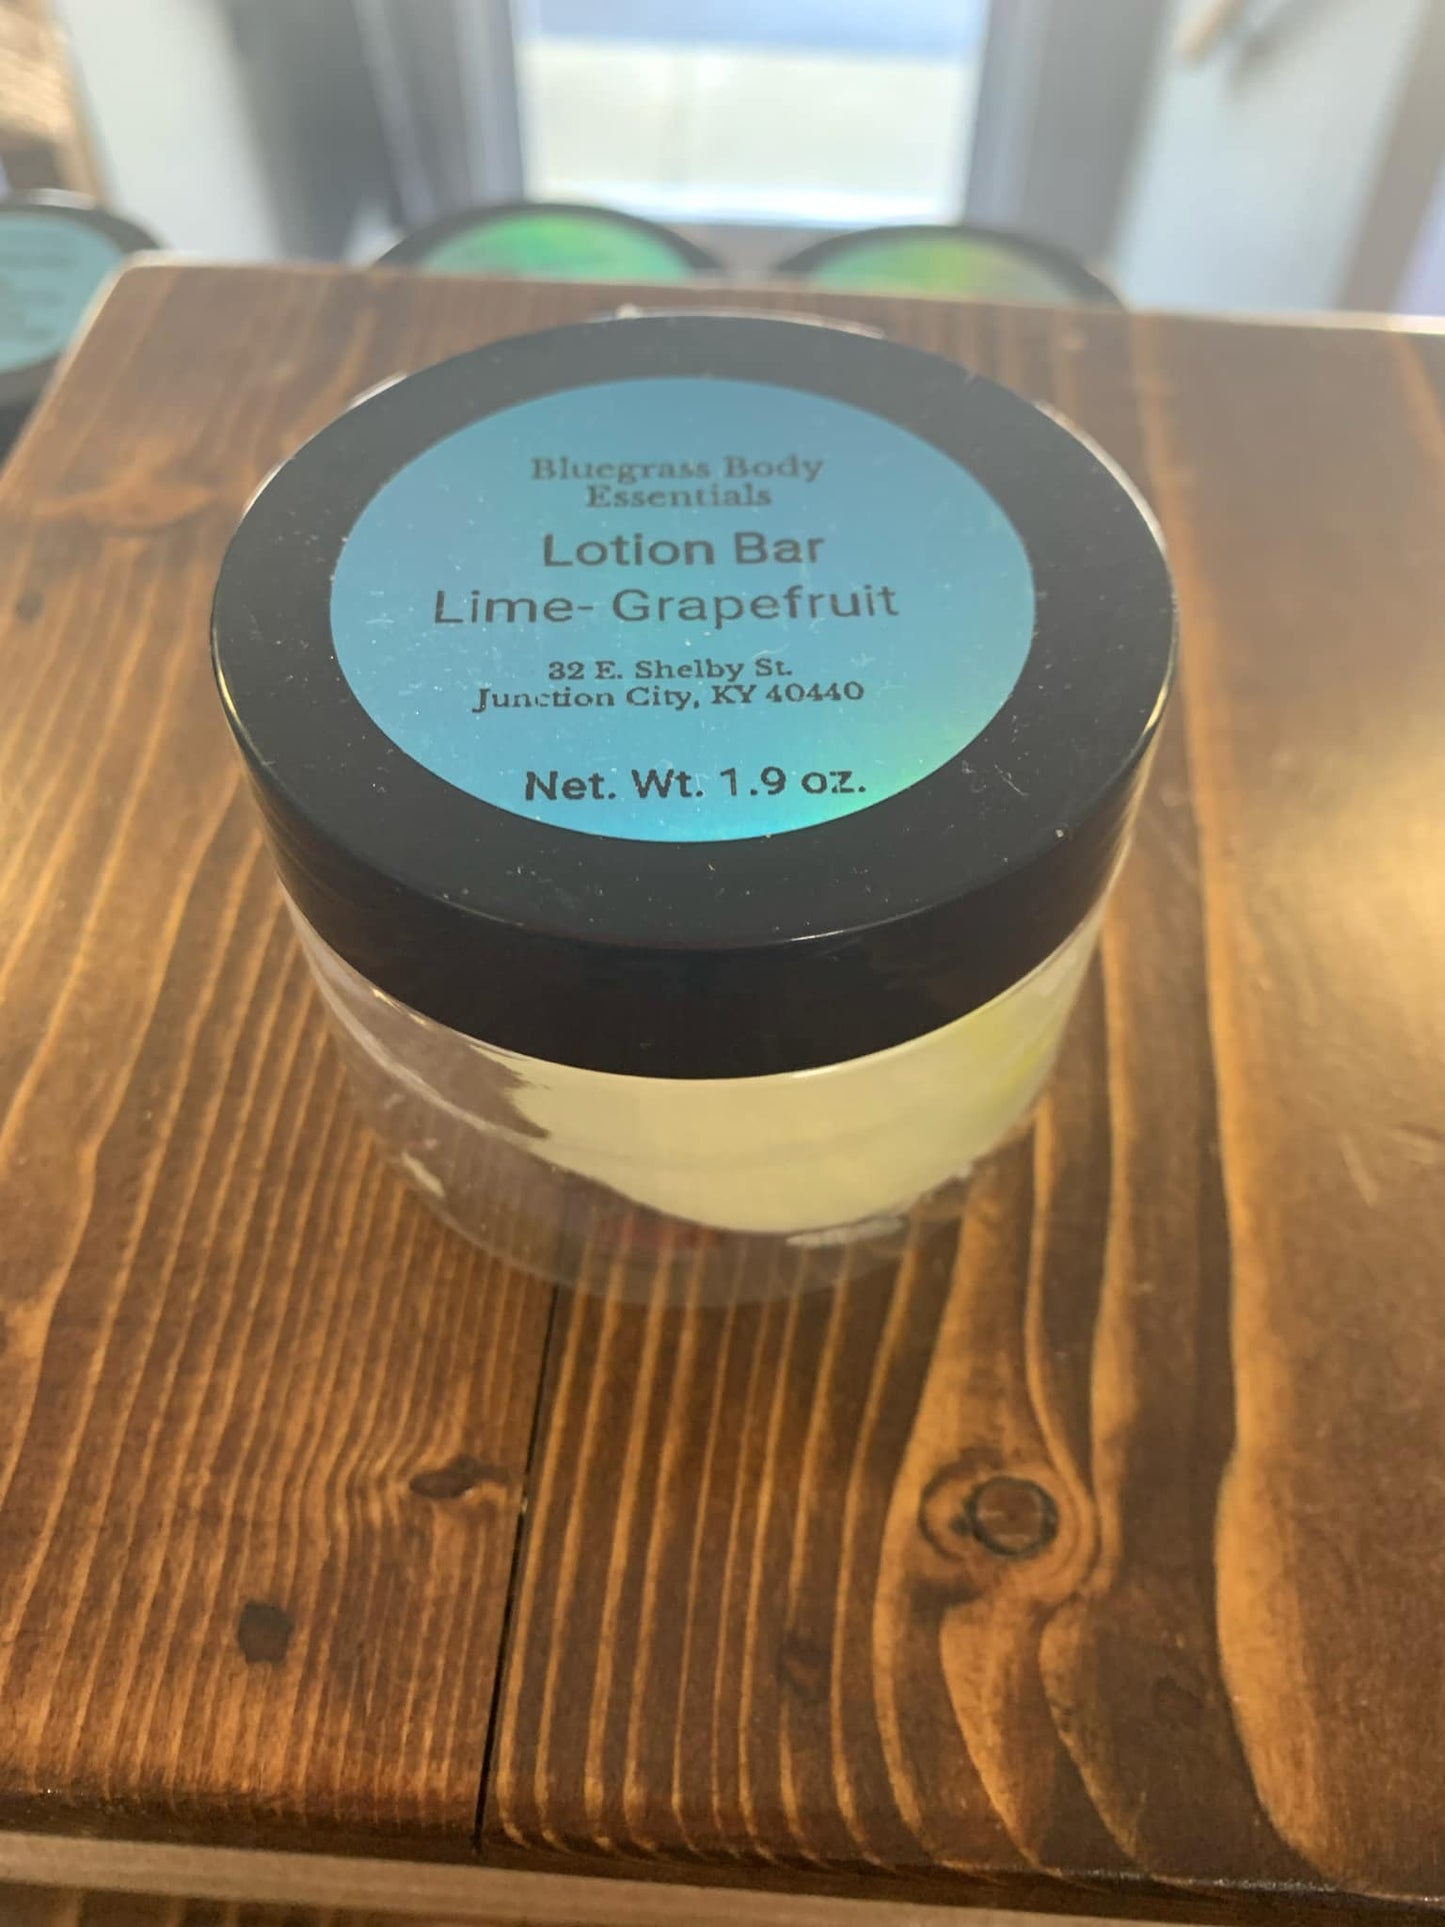 Bluegrass Body
Essentials
Lotion Bar
Lime- Grapefruit
32 E. Shelby St.
Junction City, KY 40440
Net. Wt. 1.9 oz.